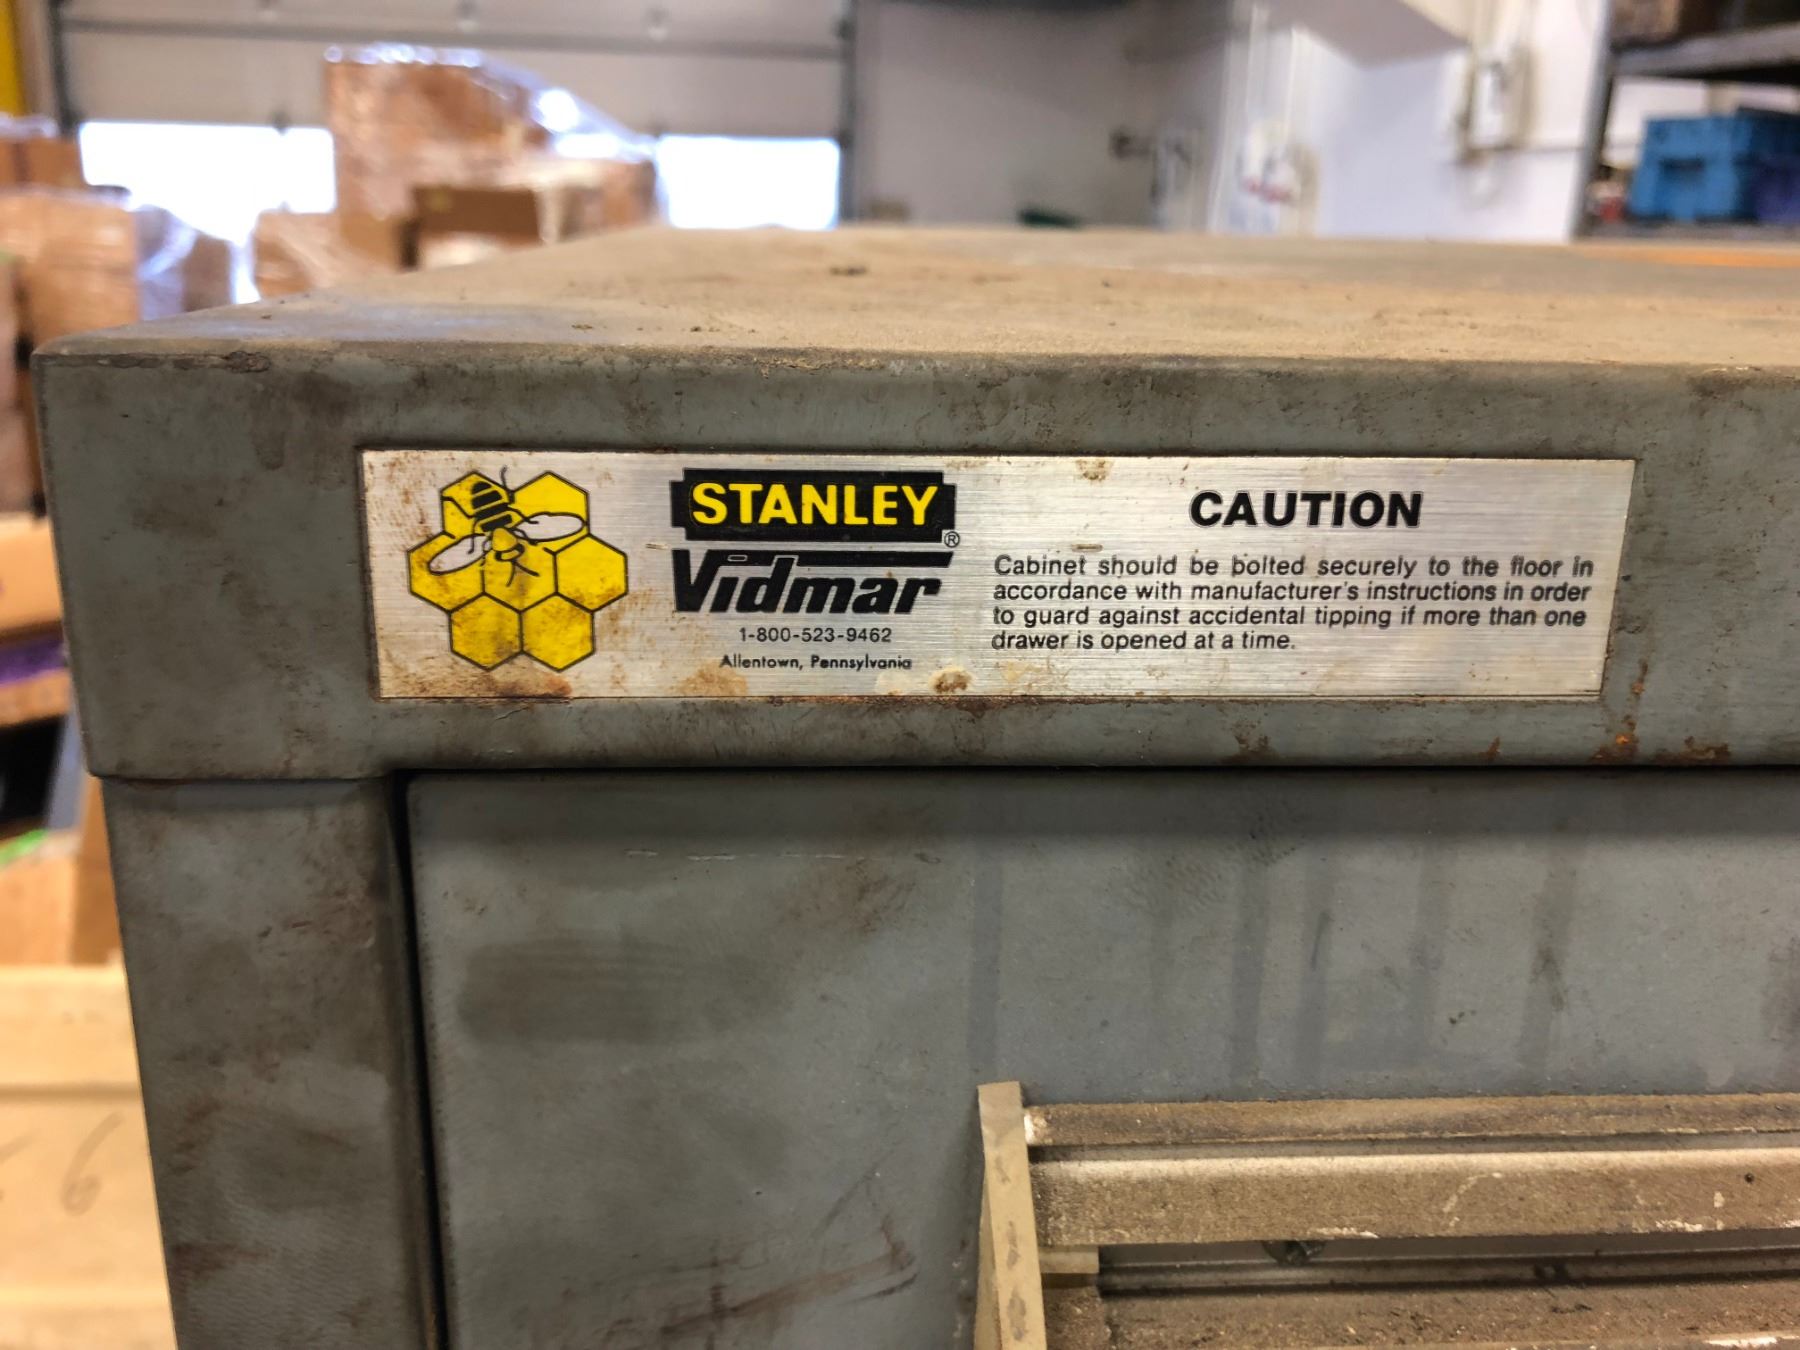 STANLEY®
Vidmar
1-800-523-9462
Allentown, Pennsylvania
CAUTION
Cabinet should be bolted securely to the floor in
accordance with manufacturer's instructions in order
to guard against accidental tipping if more than one
drawer is opened at a time.
6